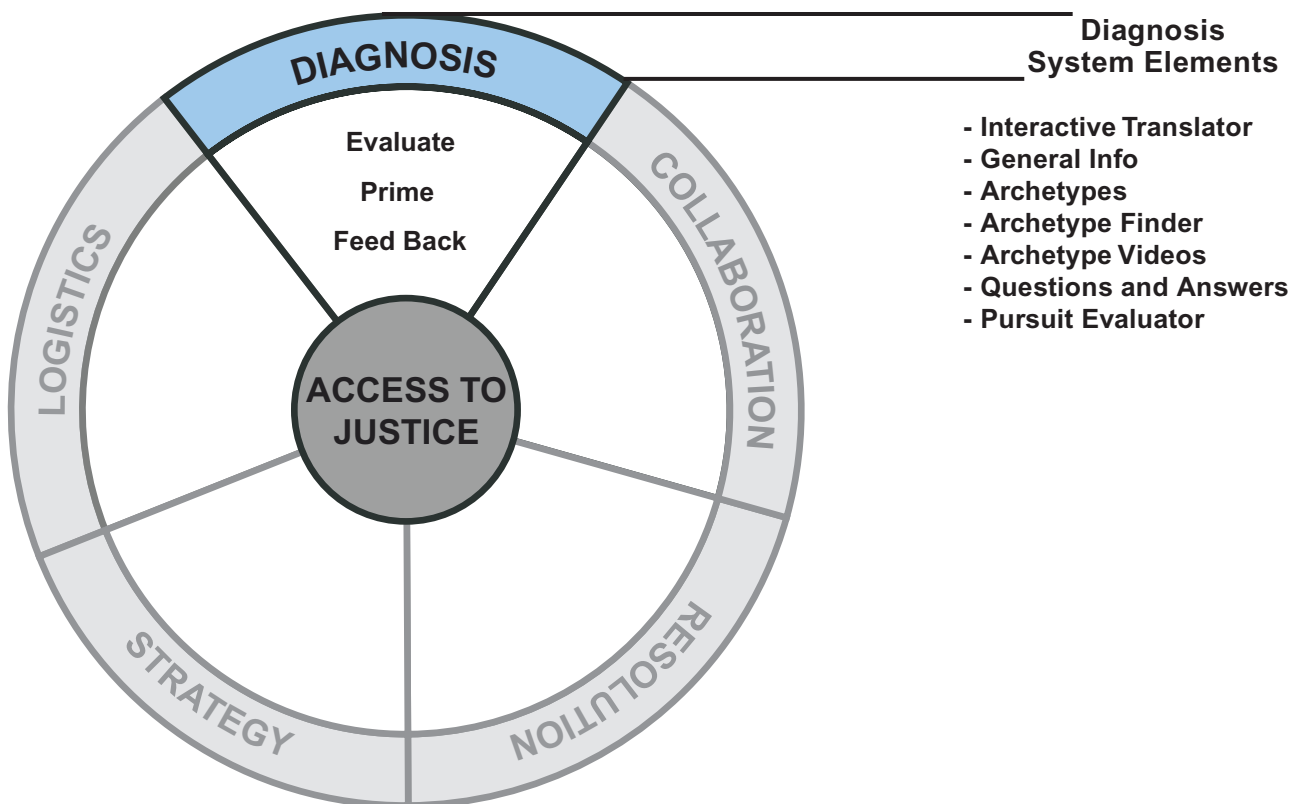 DIAGNOSIS
Diagnosis
System Elements
Evaluate
Prime
Feed Back
- Interactive Translator
- General Info
- Archetypes
- Archetype Finder
- Archetype Videos
- Questions and Answers
- Pursuit Evaluator
COLLABORATION
LOGISTICS
ACCESS TO
JUSTICE
STRATEGY
RESOLUTION